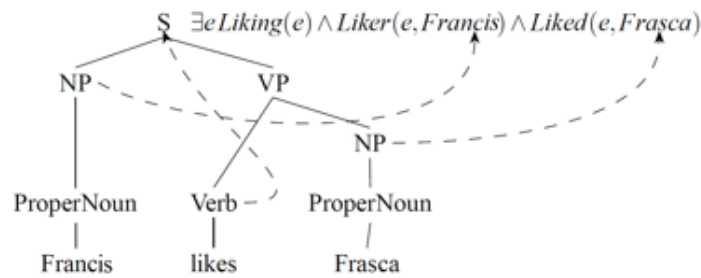 S ∃e Liking(e) ∧ Liker(e, Francis) ∧ Liked(e, Frasca)
NP VP
NP
ProperNoun Verb ProperNoun
Francis likes Frasca